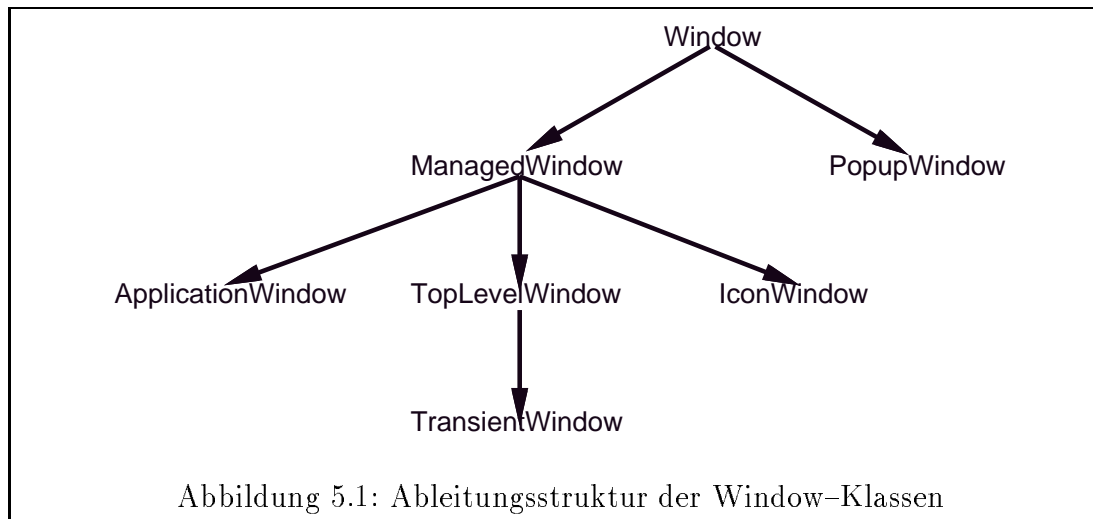 Window
ManagedWindow PopupWindow
ApplicationWindow TopLevelWindow IconWindow
TransientWindow
Abbildung 5.1: Ableitungsstruktur der Window–Klassen